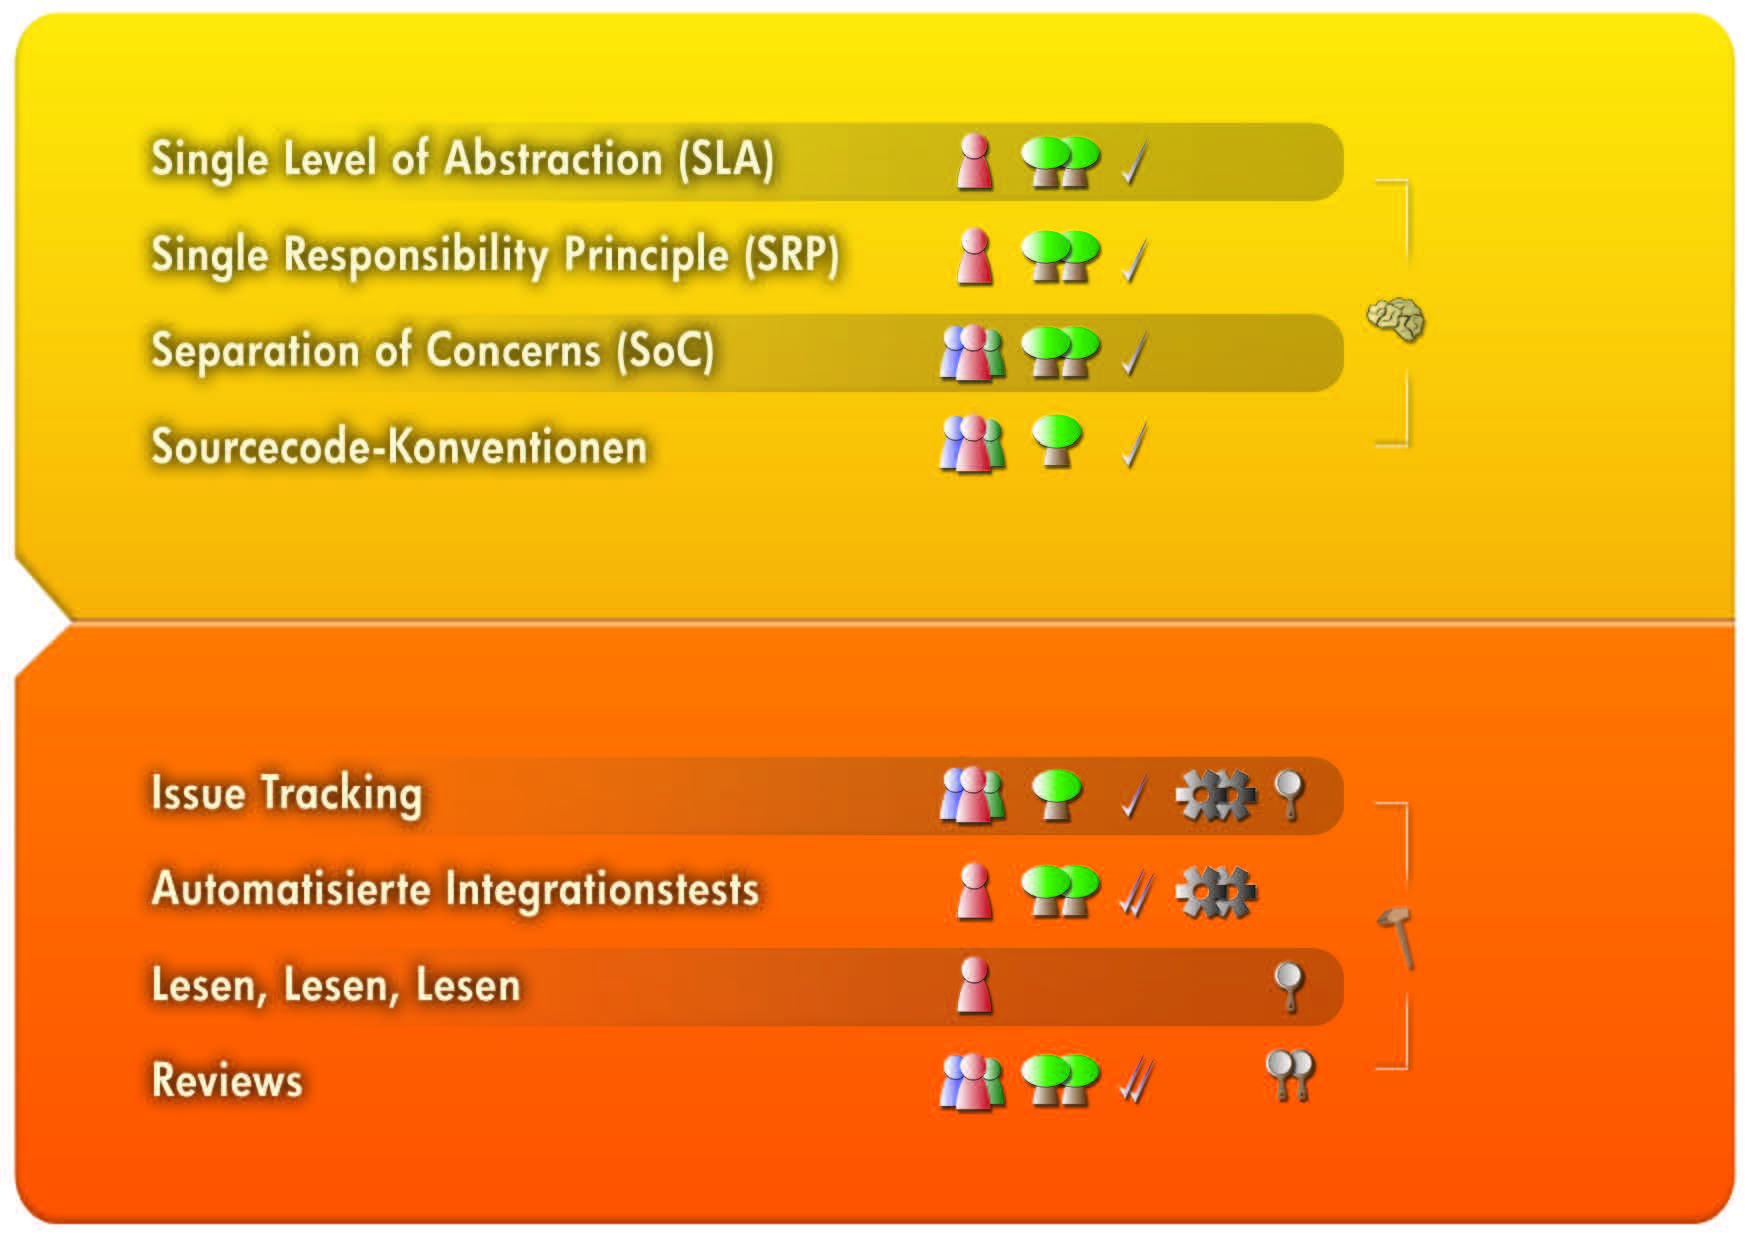 Single Level of Abstraction (SLA)
Single Responsibility Principle (SRP)
Separation of Concerns (SoC)
Sourcecode-Konventionen
Issue Tracking
Automatisierte Integrationstests
Lesen, Lesen, Lesen
Reviews